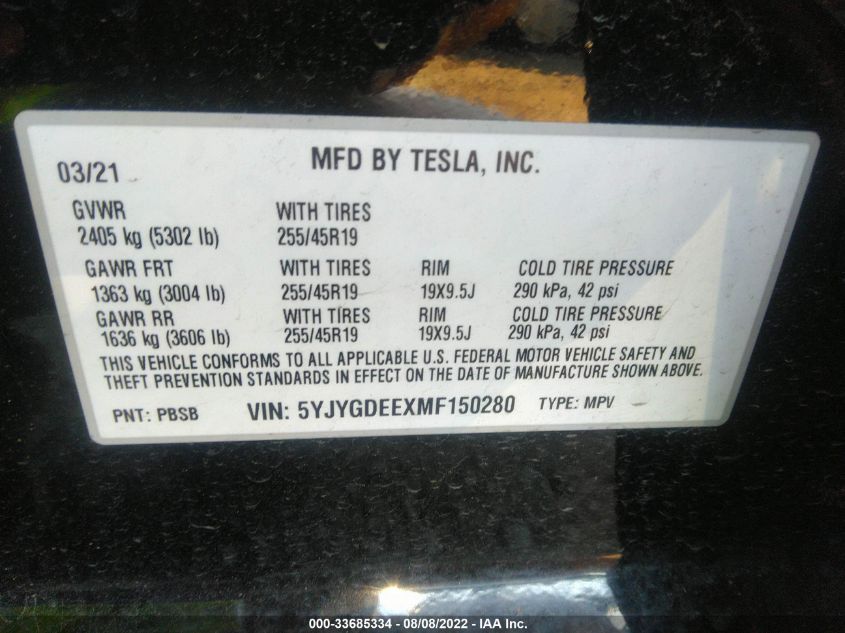 MFD BY TESLA, INC.
03/21
GVWR WITH TIRES
2405 kg (5302 lb) 255/45R19
GAWR FRT WITH TIRES RIM COLD TIRE PRESSURE
1363 kg (3004 lb) 255/45R19 19X9.5J 290 kPa, 42 psi
GAWR RR WITH TIRES RIM COLD TIRE PRESSURE
1636 kg (3606 lb) 255/45R19 19X9.5J 290 kPa, 42 psi
THIS VEHICLE CONFORMS TO ALL APPLICABLE U.S. FEDERAL MOTOR VEHICLE SAFETY AND
THEFT PREVENTION STANDARDS IN EFFECT ON THE DATE OF MANUFACTURE SHOWN ABOVE.
PNT: PBSB VIN: 5YJYGDEEXMF150280 TYPE: MPV
000-33685334 - 08/08/2022 - IAA Inc.